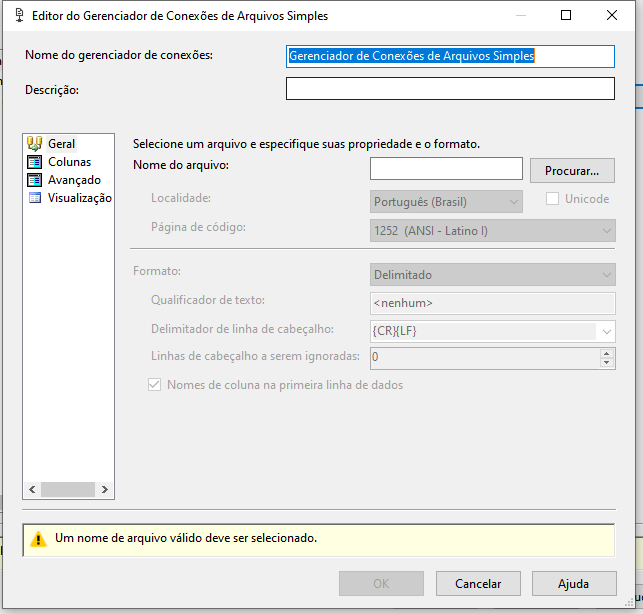 Editor do Gerenciador de Conexões de Arquivos Simples
Nome do gerenciador de conexões:
Gerenciador de Conexões de Arquivos Simples
Descrição:
Geral
Colunas
Avançado
Visualização
Selecione um arquivo e especifique suas propriedade e o formato.
Nome do arquivo:
Procurar...
Localidade:
Português (Brasil)
Unicode
Página de código:
1252 (ANSI - Latino I)
Formato:
Delimitado
Qualificador de texto:
<nenhum>
Delimitador de linha de cabeçalho:
{CR}{LF}
Linhas de cabeçalho a serem ignoradas:
0
Nomes de coluna na primeira linha de dados
Um nome de arquivo válido deve ser selecionado.
OK
Cancelar
Ajuda